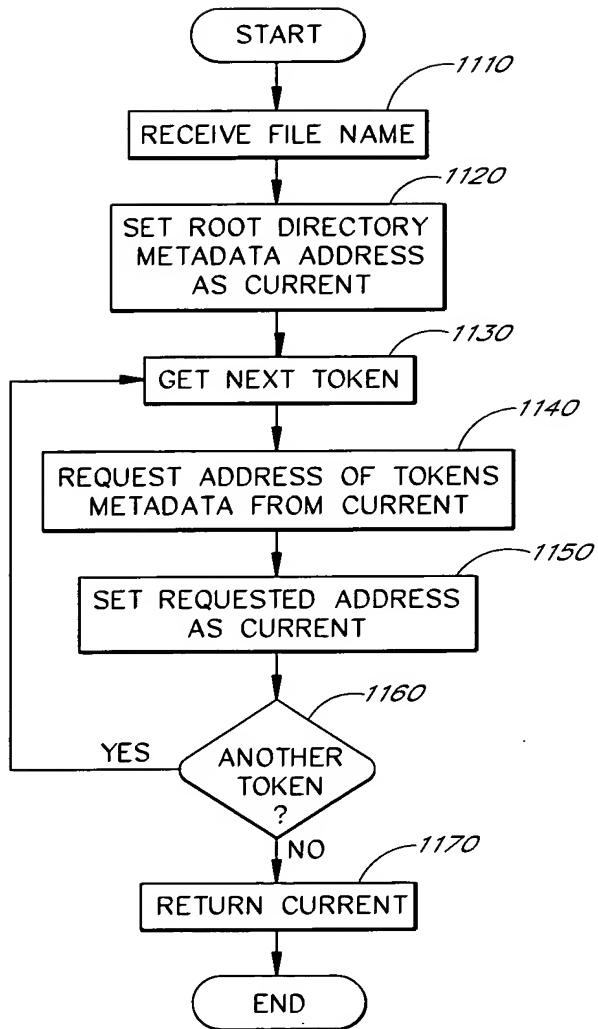 START
1110
RECEIVE FILE NAME
1120
SET ROOT DIRECTORY
METADATA ADDRESS
AS CURRENT
1130
GET NEXT TOKEN
1140
REQUEST ADDRESS OF TOKENS
METADATA FROM CURRENT
1150
SET REQUESTED ADDRESS
AS CURRENT
1160
YES
ANOTHER
TOKEN
?
NO
1170
RETURN CURRENT
END